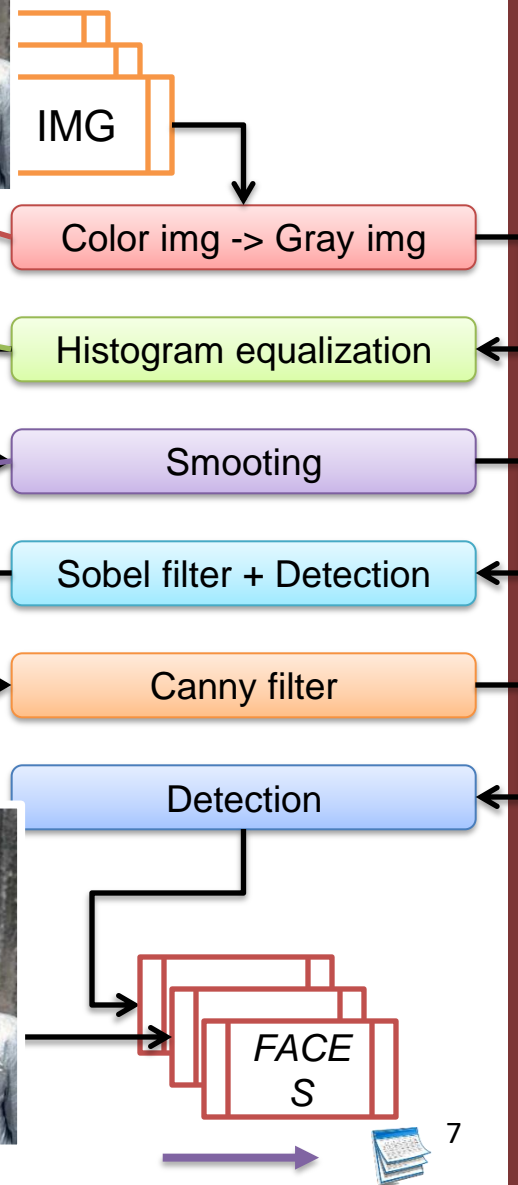 IMG
Color img -> Gray img
Histogram equalization
Smooting
Sobel filter + Detection
Canny filter
Detection
FACE
S
7